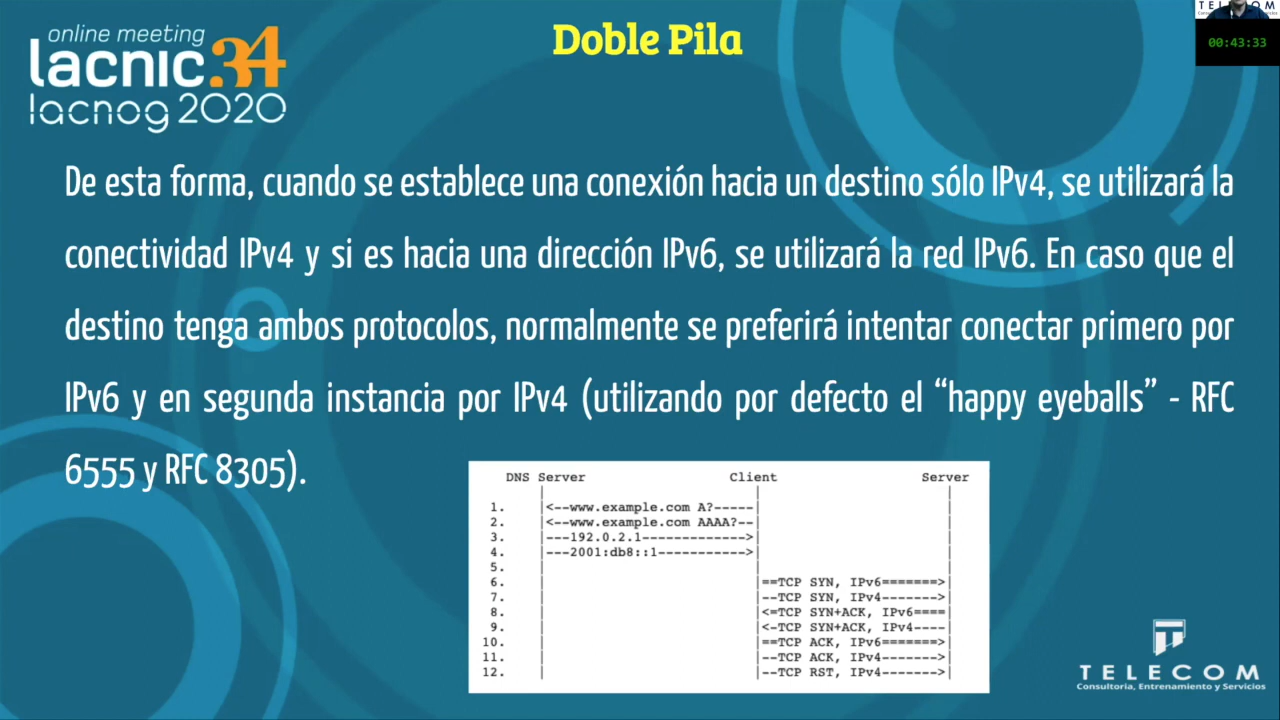 online meeting
lacnic.34
lacnog 2020
Doble Pila
TELECOM
00:43:33
De esta forma, cuando se establece una conexión hacia un destino sólo IPv4, se utilizará la
conectividad IPv4 y si es hacia una dirección IPv6, se utilizará la red IPv6. En caso que el
destino tenga ambos protocolos, normalmente se preferirá intentar conectar primero por
IPv6 y en segunda instancia por IPv4 (utilizando por defecto el “happy eyeballs” - RFC
6555 y RFC 8305).
DNS Server Client Server
1. <--www.example.com A?-----
2. <--www.example.com AAAA?--
3. ---192.0.2.1------------>
4. ---2001:db8::1---------->
5.
6. ==TCP SYN, IPv6=======>
7. --TCP SYN, IPv4------->
8. <=TCP SYN+ACK, IPv6====
9. <-TCP SYN+ACK, IPv4----
10. ==TCP ACK, IPv6=======>
11. --TCP ACK, IPv4------->
12. --TCP RST, IPv4------->
TELECOM
Consultoría, Entrenamiento y Servicios